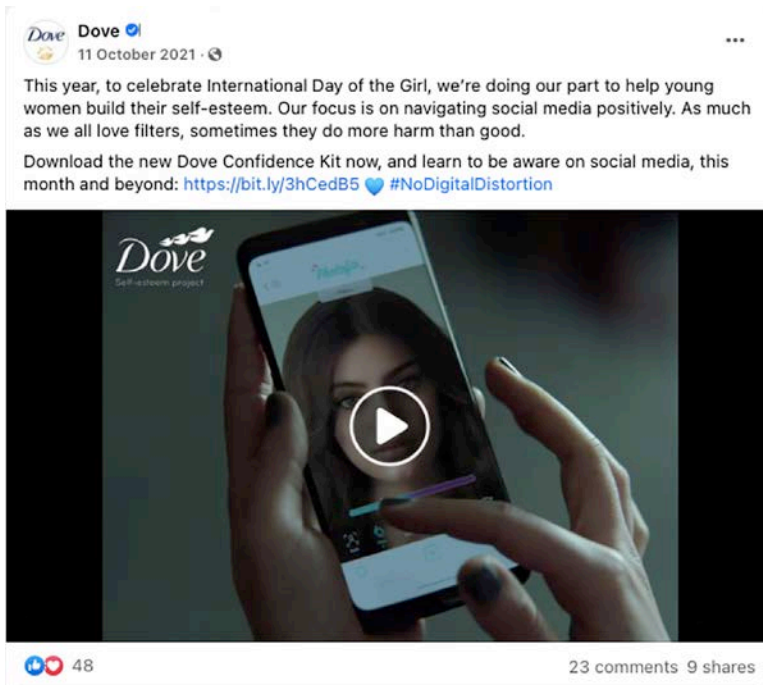 Dove
Dove
11 October 2021 ·
This year, to celebrate International Day of the Girl, we're doing our part to help young
women build their self-esteem. Our focus is on navigating social media positively. As much
as we all love filters, sometimes they do more harm than good.
Download the new Dove Confidence Kit now, and learn to be aware on social media, this
month and beyond: https://bit.ly/3hCedB5 💙 #NoDigitalDistortion
Dove
Self-esteem project
48
23 comments 9 shares